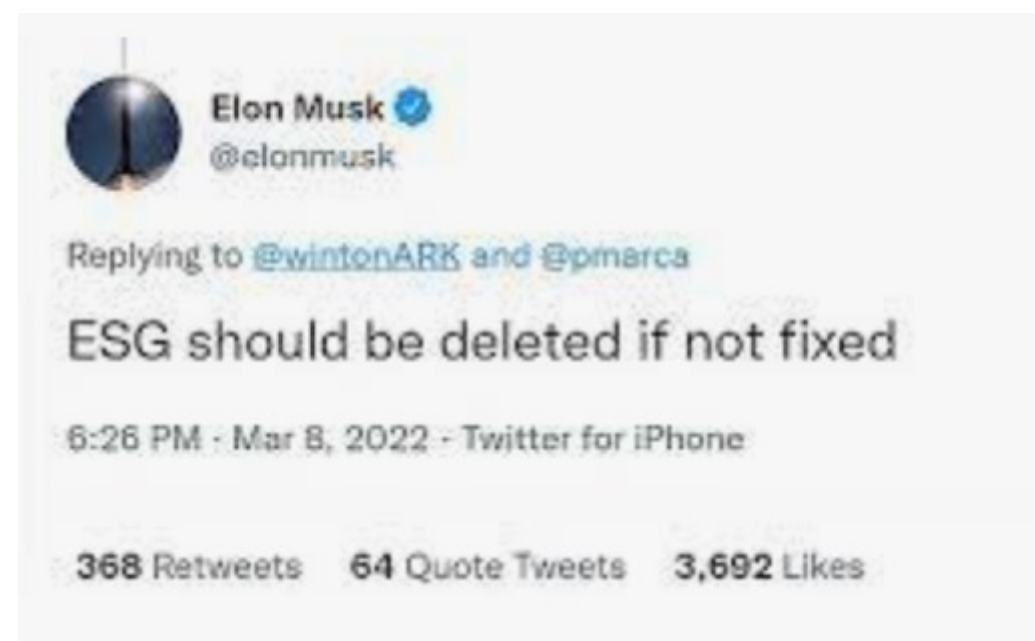 Elon Musk
@elonmusk
Replying to @wintonARK and @pmarca
ESG should be deleted if not fixed
6:26 PM · Mar 8, 2022 · Twitter for iPhone
368 Retweets 64 Quote Tweets 3,692 Likes